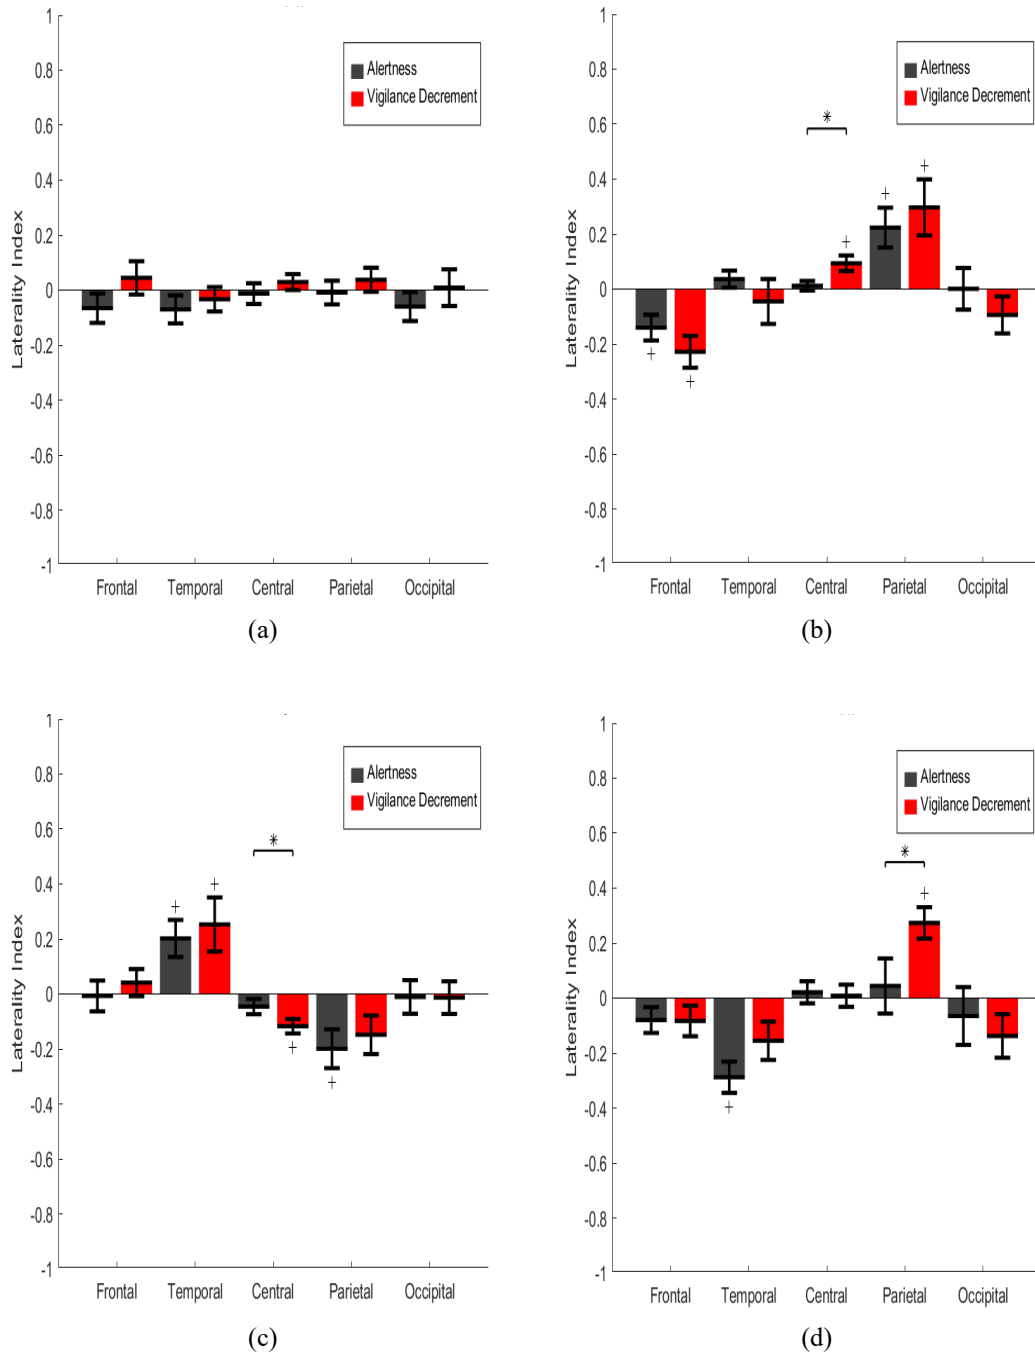 1
0.8
0.6
0.4
0.2
0
-0.2
-0.4
-0.6
-0.8
-1
Laterality Index
Alertness
Vigilance Decrement
Frontal Temporal Central Parietal Occipital
(a)
1
0.8
0.6
0.4
0.2
0
-0.2
-0.4
-0.6
-0.8
-1
Laterality Index
Alertness
Vigilance Decrement
*
+ + + + +
Frontal Temporal Central Parietal Occipital
(b)
1
0.8
0.6
0.4
0.2
0
-0.2
-0.4
-0.6
-0.8
-1
Laterality Index
Alertness
Vigilance Decrement
*
+ + + +
Frontal Temporal Central Parietal Occipital
(c)
1
0.8
0.6
0.4
0.2
0
-0.2
-0.4
-0.6
-0.8
-1
Laterality Index
Alertness
Vigilance Decrement
*
+ +
Frontal Temporal Central Parietal Occipital
(d)